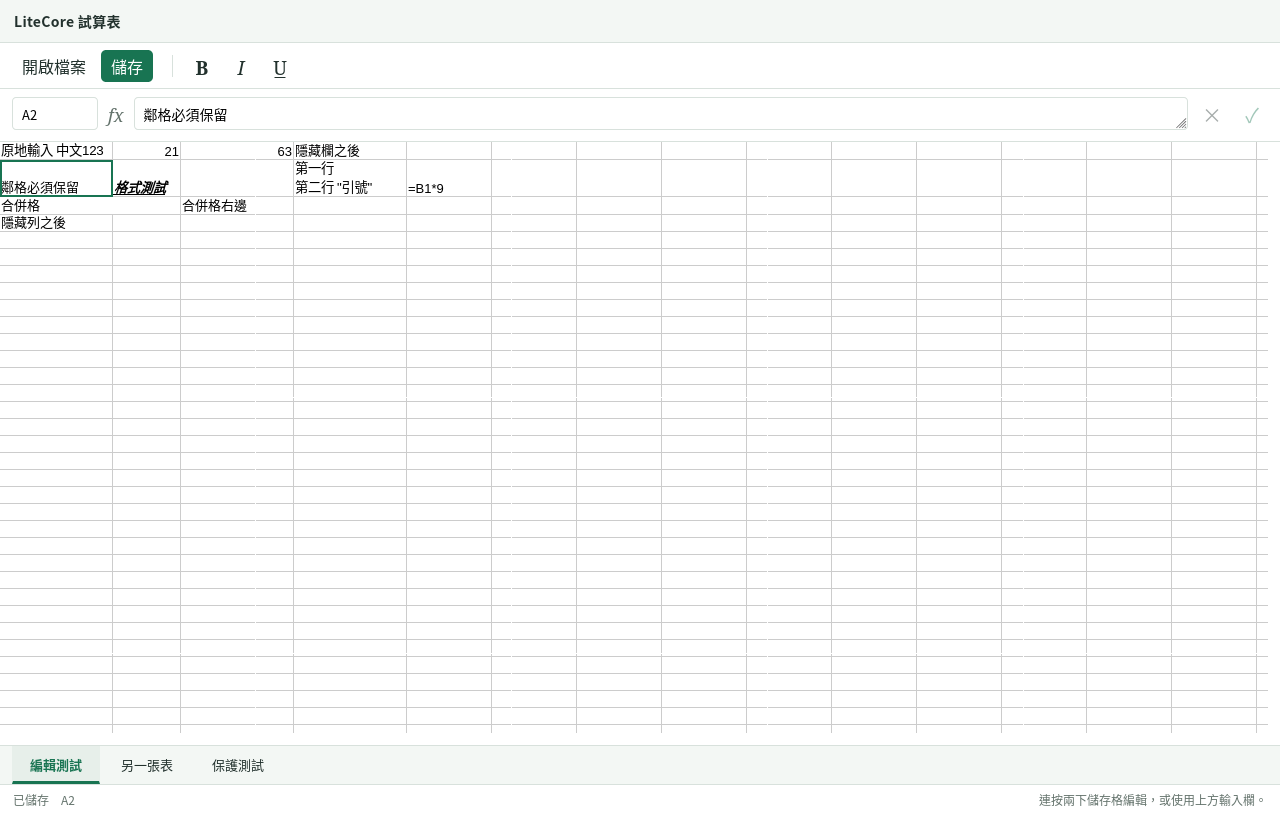 LiteCore 試算表
開啟檔案 儲存 B I U
A2 fx 鄰格必須保留
原地輸入 中文123 21 63 隱藏欄之後
第一行
鄰格必須保留 格式測試 第二行 "引號" =B1*9
合併格 合併格右邊
隱藏列之後
編輯測試 另一張表 保護測試
已儲存 A2 連按兩下儲存格編輯，或使用上方輸入欄。